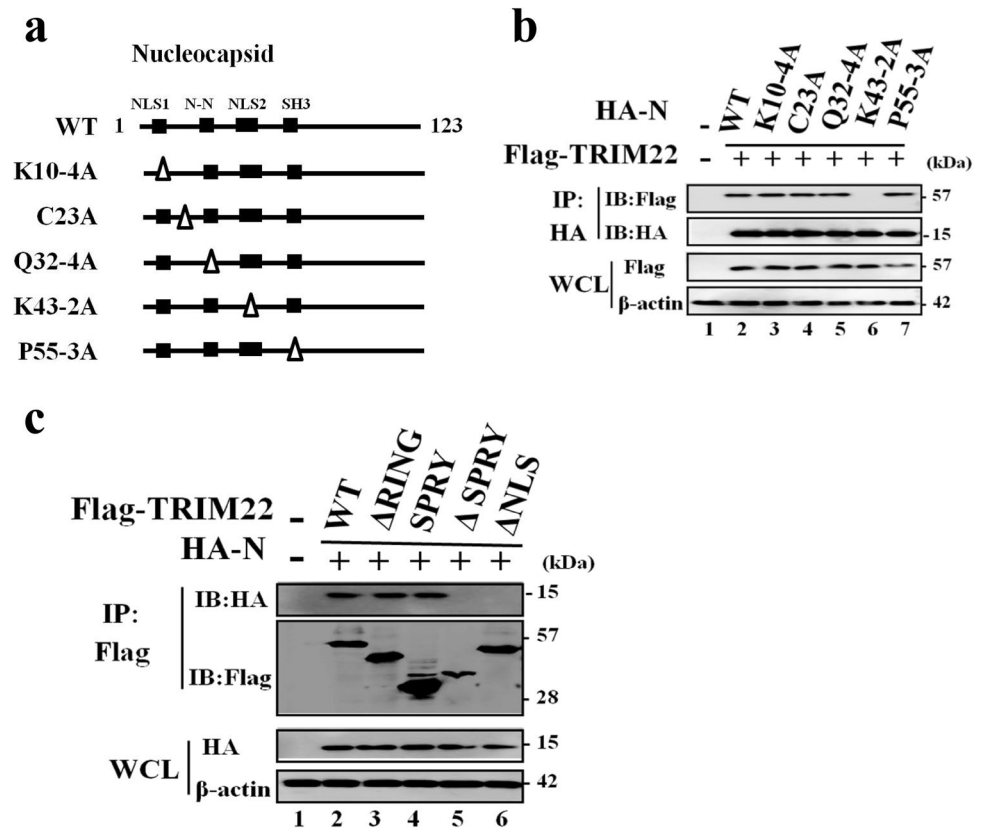 a
Nucleocapsid
NLS1 N-N NLS2 SH3
WT 1 123
K10-4A
C23A
Q32-4A
K43-2A
P55-3A
b
HA-N - WT K10-4A C23A Q32-4A K43-2A P55-3A
Flag-TRIM22 - + + + + + + (kDa)
IP: HA
IB:Flag - 57
IB:HA - 15
WCL
Flag - 57
β-actin - 42
1 2 3 4 5 6 7
c
Flag-TRIM22 - WT ΔRING SPRY Δ SPRY ΔNLS
HA-N - + + + + + (kDa)
IP: Flag
IB:HA - 15
57
IB:Flag
- 28
WCL
HA - 15
β-actin - 42
1 2 3 4 5 6